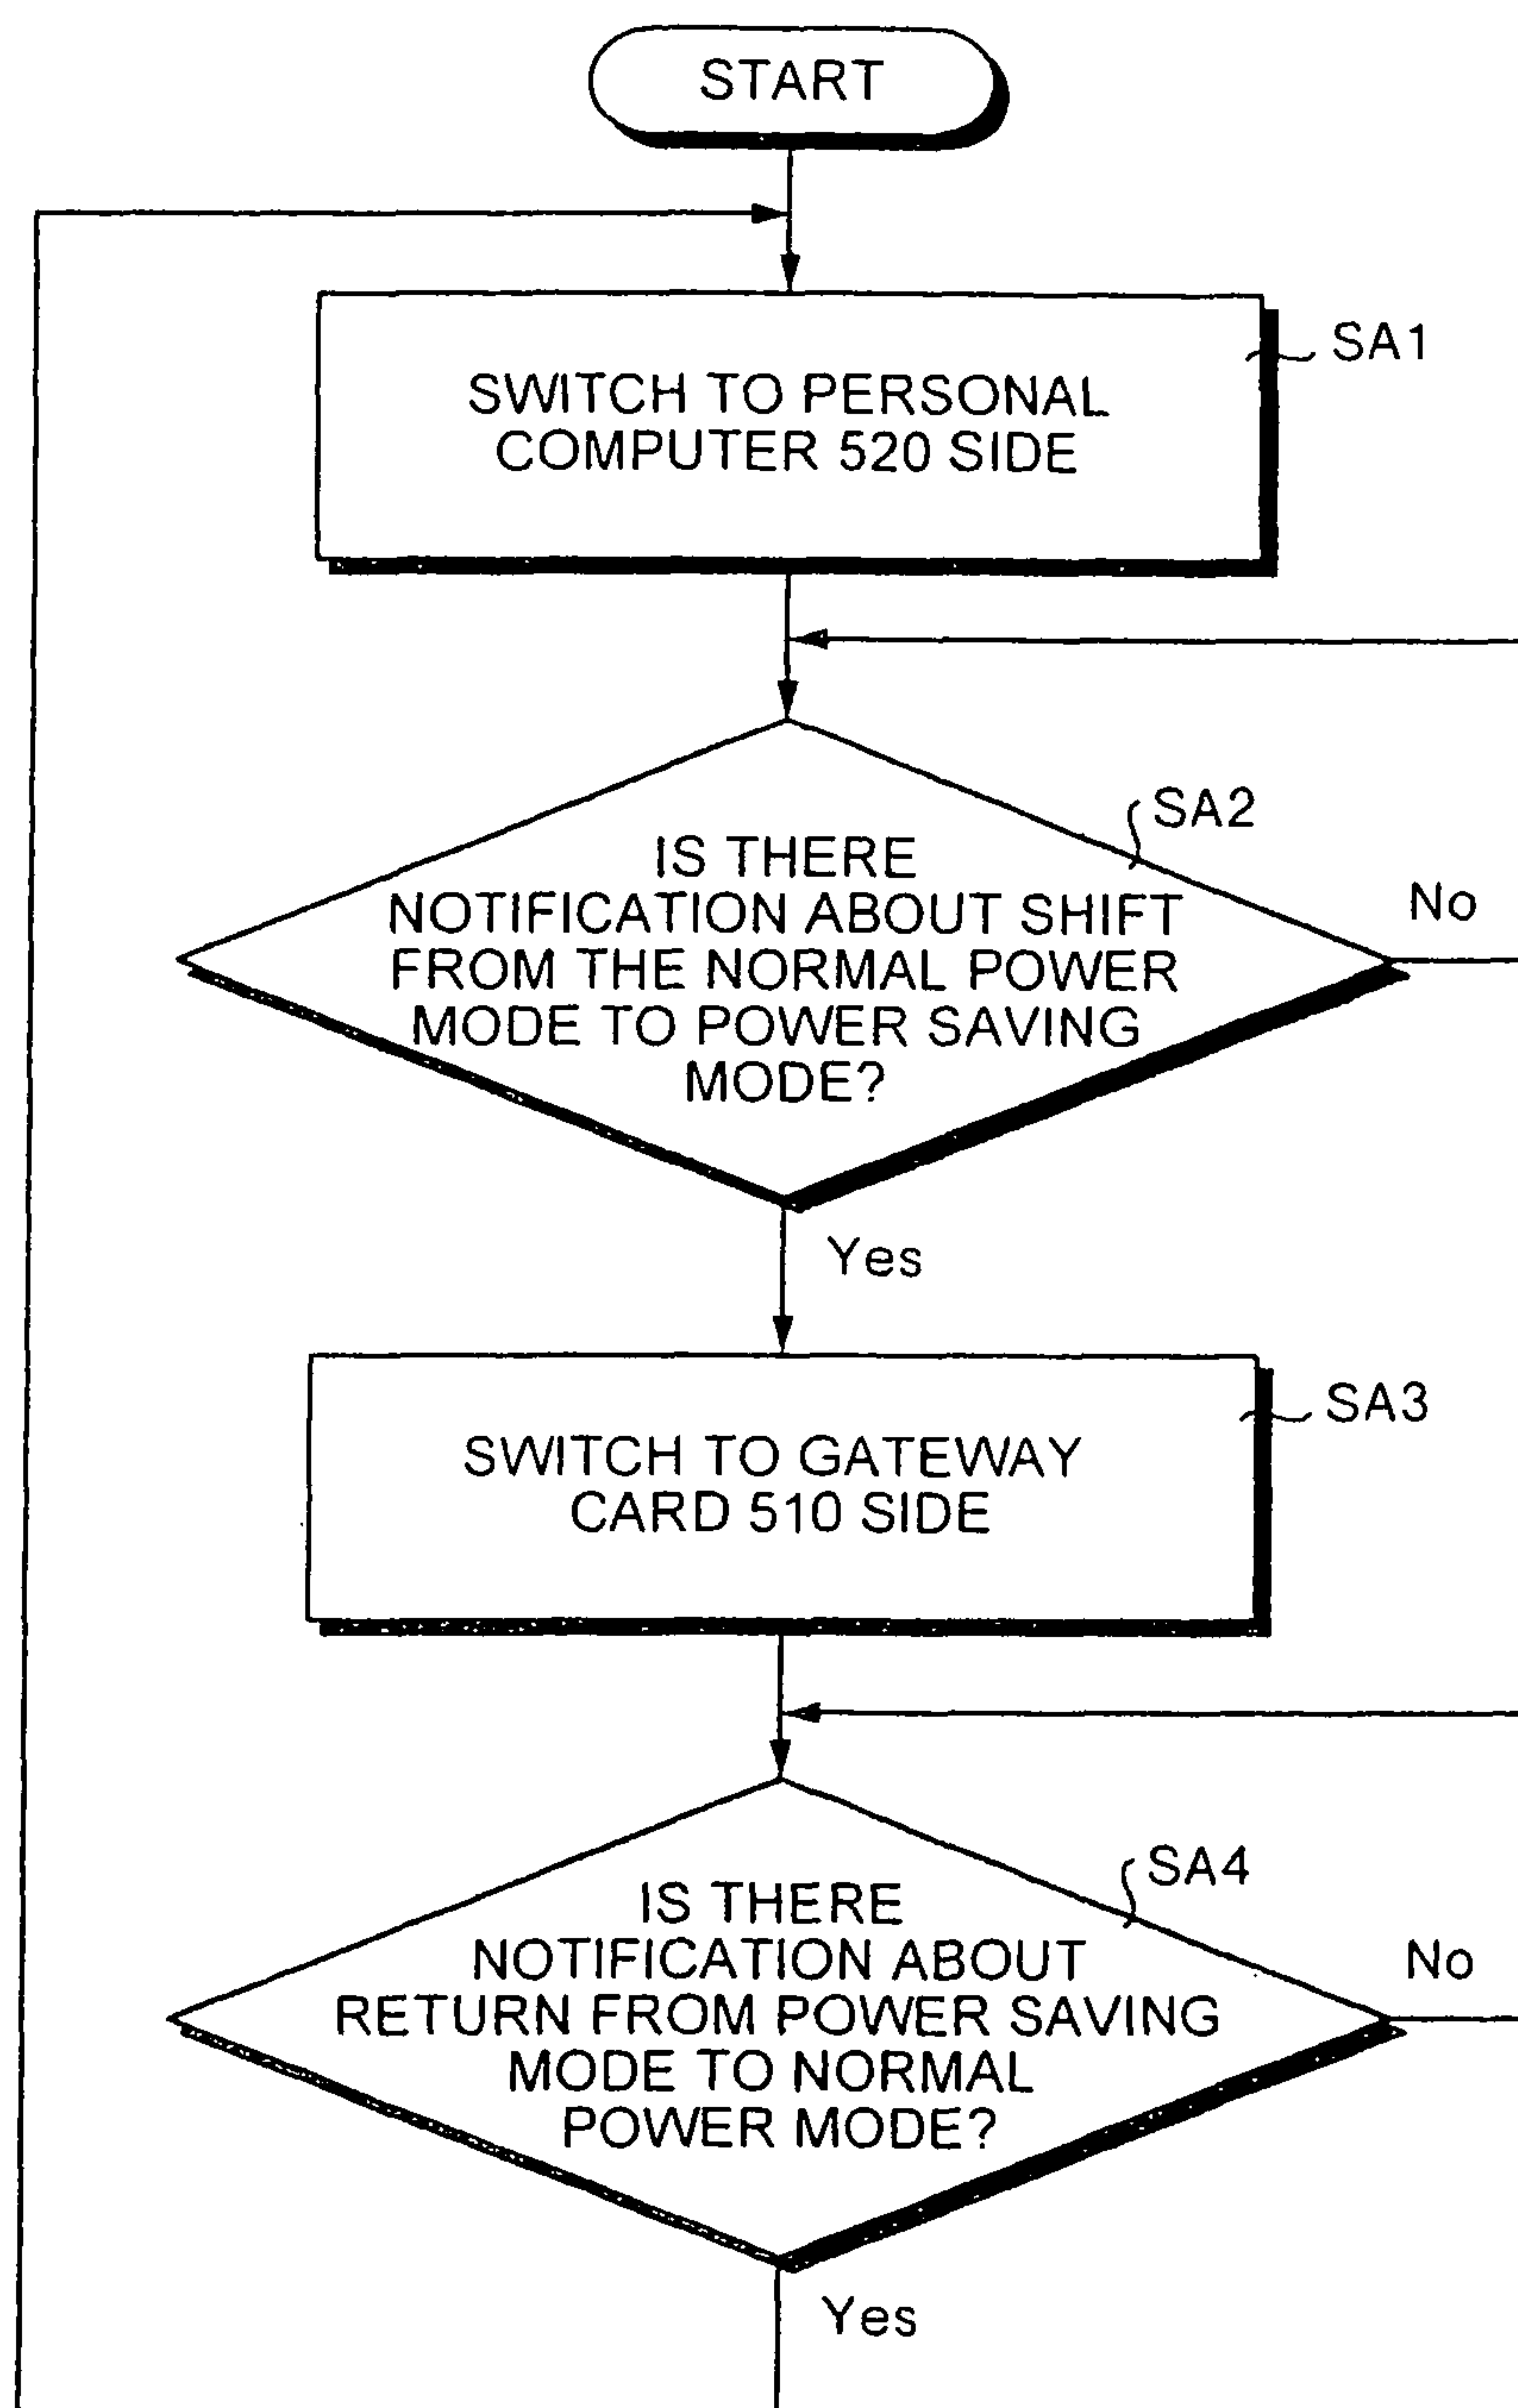 START
SWITCH TO PERSONAL
COMPUTER 520 SIDE
SA1
SA2
IS THERE
NOTIFICATION ABOUT SHIFT
FROM THE NORMAL POWER
MODE TO POWER SAVING
MODE?
No
Yes
SWITCH TO GATEWAY
CARD 510 SIDE
SA3
SA4
IS THERE
NOTIFICATION ABOUT
RETURN FROM POWER SAVING
MODE TO NORMAL
POWER MODE?
No
Yes